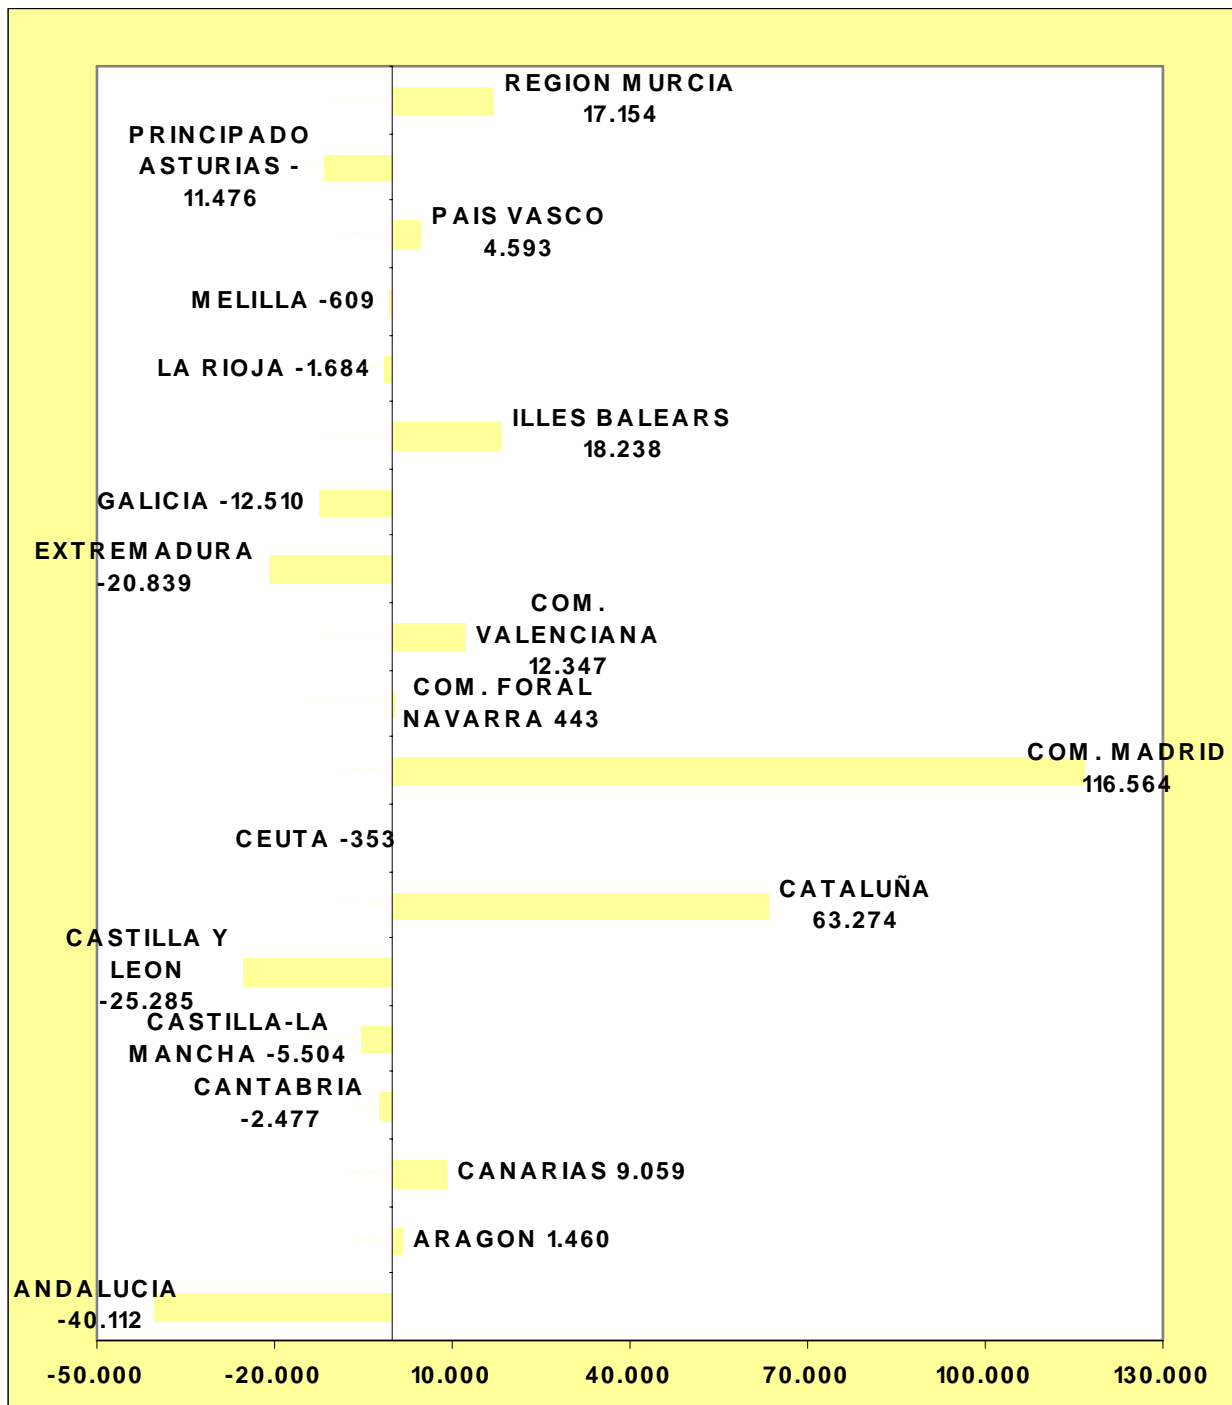 REGION MURCIA
17.154
PRINCIPADO
ASTURIAS -
11.476
PAIS VASCO
4.593
MELILLA -609
LA RIOJA -1.684
ILLES BALEARS
18.238
GALICIA -12.510
EXTREMADURA
-20.839
COM.
VALENCIANA
12.347
COM. FORAL
NAVARRA 443
COM. MADRID
116.564
CEUTA -353
CATALUÑA
63.274
CASTILLA Y
LEON
-25.285
CASTILLA-LA
MANCHA -5.504
CANTABRIA
-2.477
CANARIAS 9.059
ARAGON 1.460
ANDALUCIA
-40.112
-50.000 -20.000 10.000 40.000 70.000 100.000 130.000